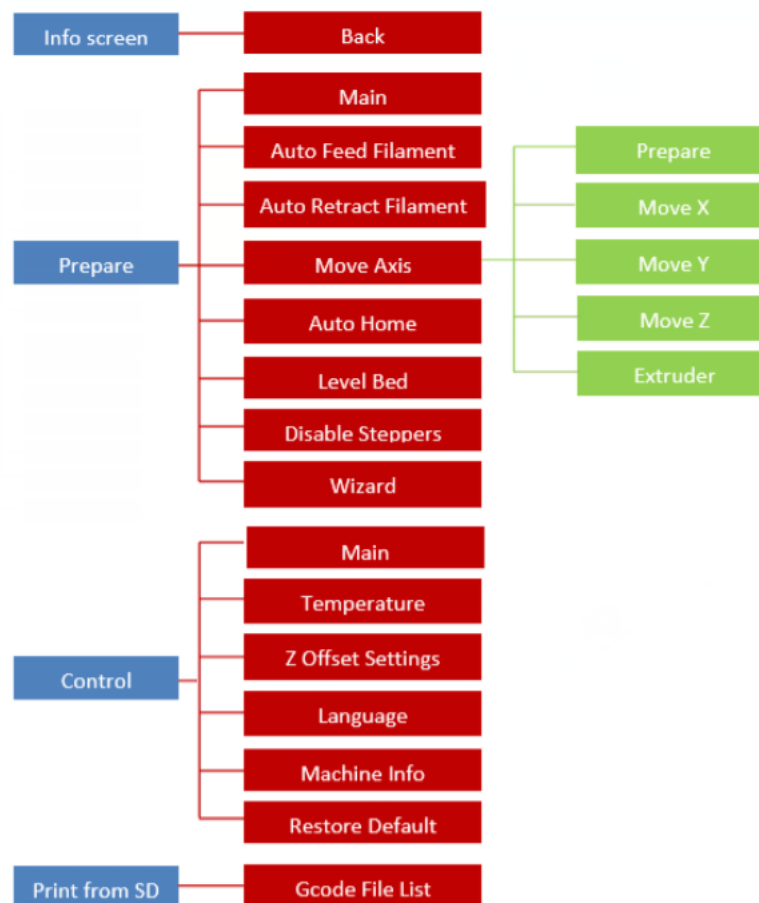 Info screen
Back
Prepare
Main
Auto Feed Filament
Auto Retract Filament
Move Axis
Auto Home
Level Bed
Disable Steppers
Wizard
Prepare
Move X
Move Y
Move Z
Extruder
Control
Main
Temperature
Z Offset Settings
Language
Machine Info
Restore Default
Print from SD
Gcode File List